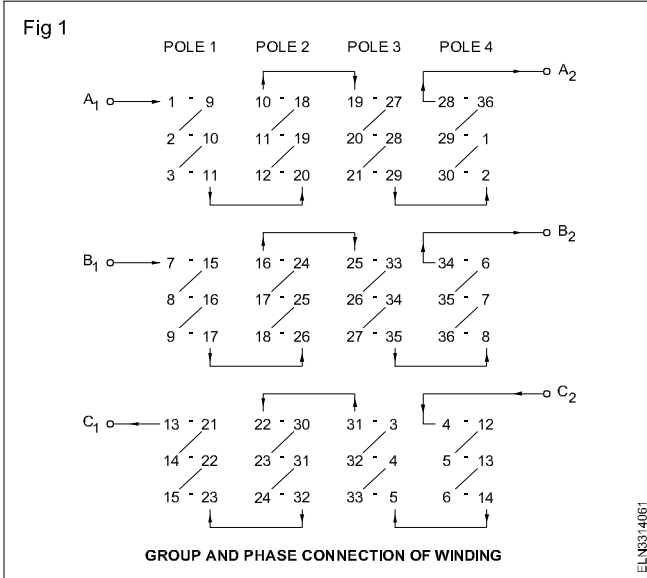 Fig 1
POLE 1 POLE 2 POLE 3 POLE 4
A1 1 - 9 10 - 18 19 - 27 28 - 36 A2
2 - 10 11 - 19 20 - 28 29 - 1
3 - 11 12 - 20 21 - 29 30 - 2
B1 7 - 15 16 - 24 25 - 33 34 - 6 B2
8 - 16 17 - 25 26 - 34 35 - 7
9 - 17 18 - 26 27 - 35 36 - 8
C1 13 - 21 22 - 30 31 - 3 4 - 12 C2
14 - 22 23 - 31 32 - 4 5 - 13
15 - 23 24 - 32 33 - 5 6 - 14
GROUP AND PHASE CONNECTION OF WINDING
ELN3314061